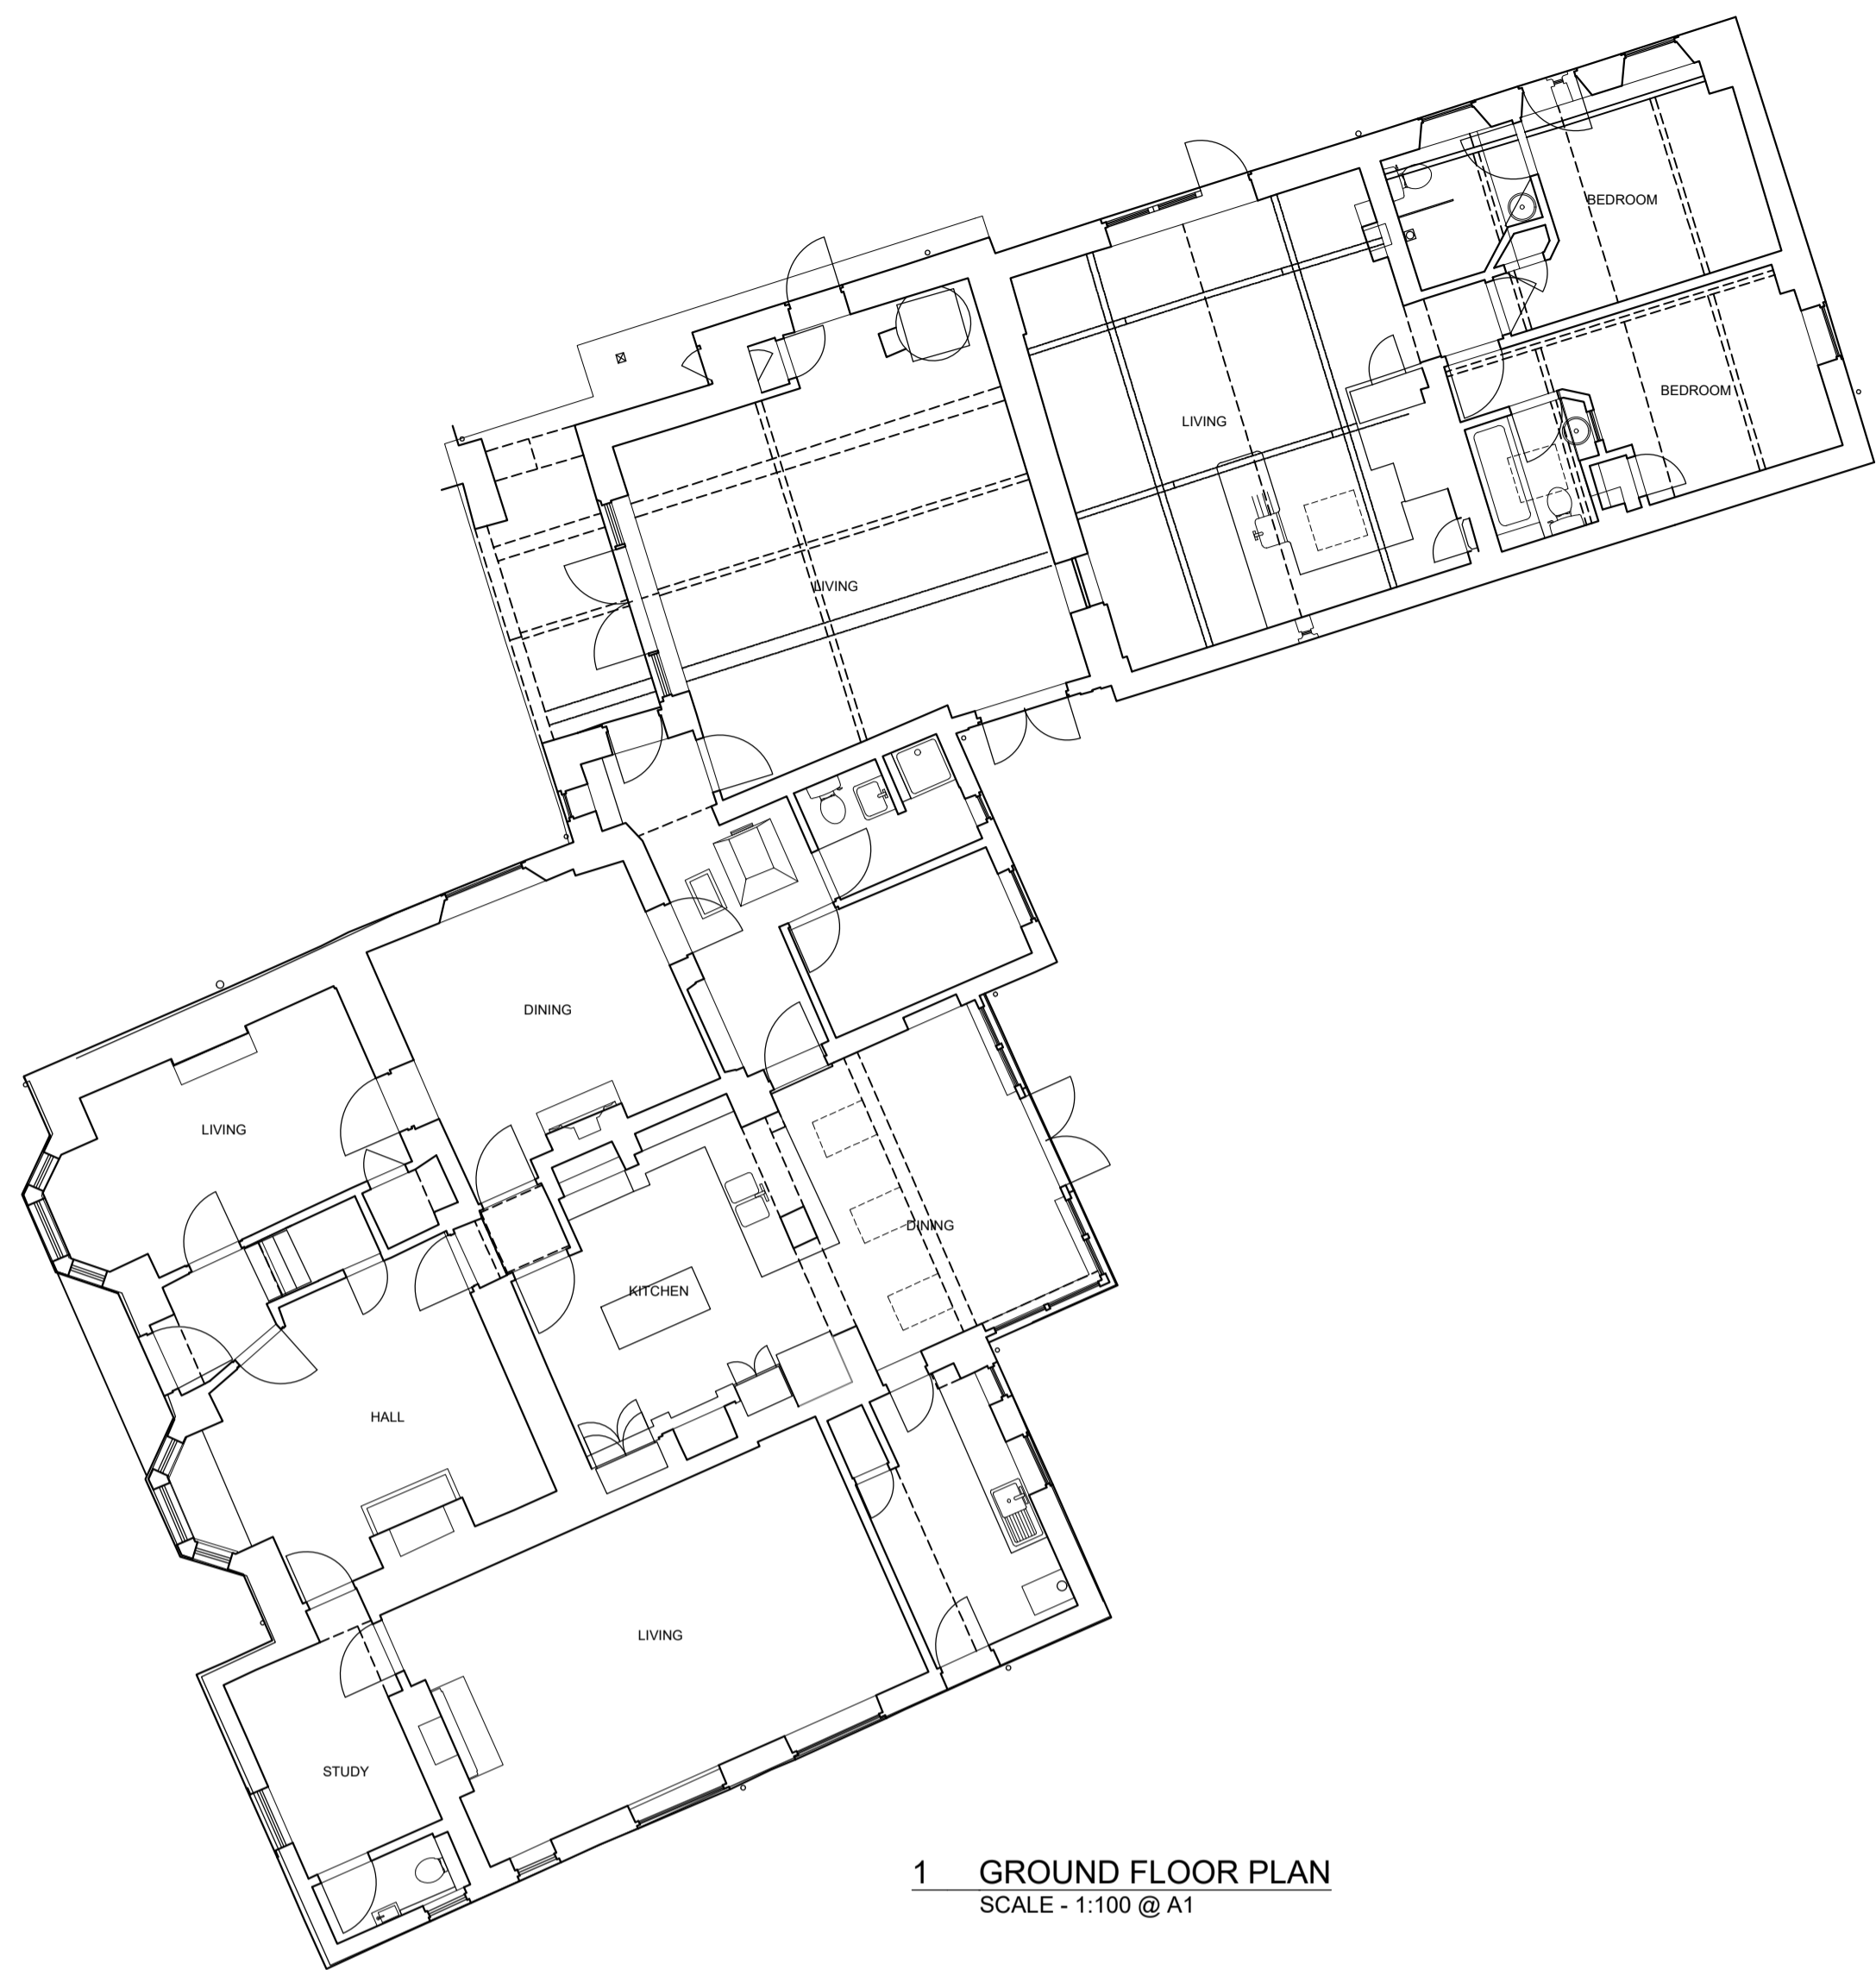 BEDROOM
BEDROOM
LIVING
LIVING
DINING
LIVING
DINING
KITCHEN
HALL
LIVING
STUDY
1 GROUND FLOOR PLAN
SCALE - 1:100 @ A1